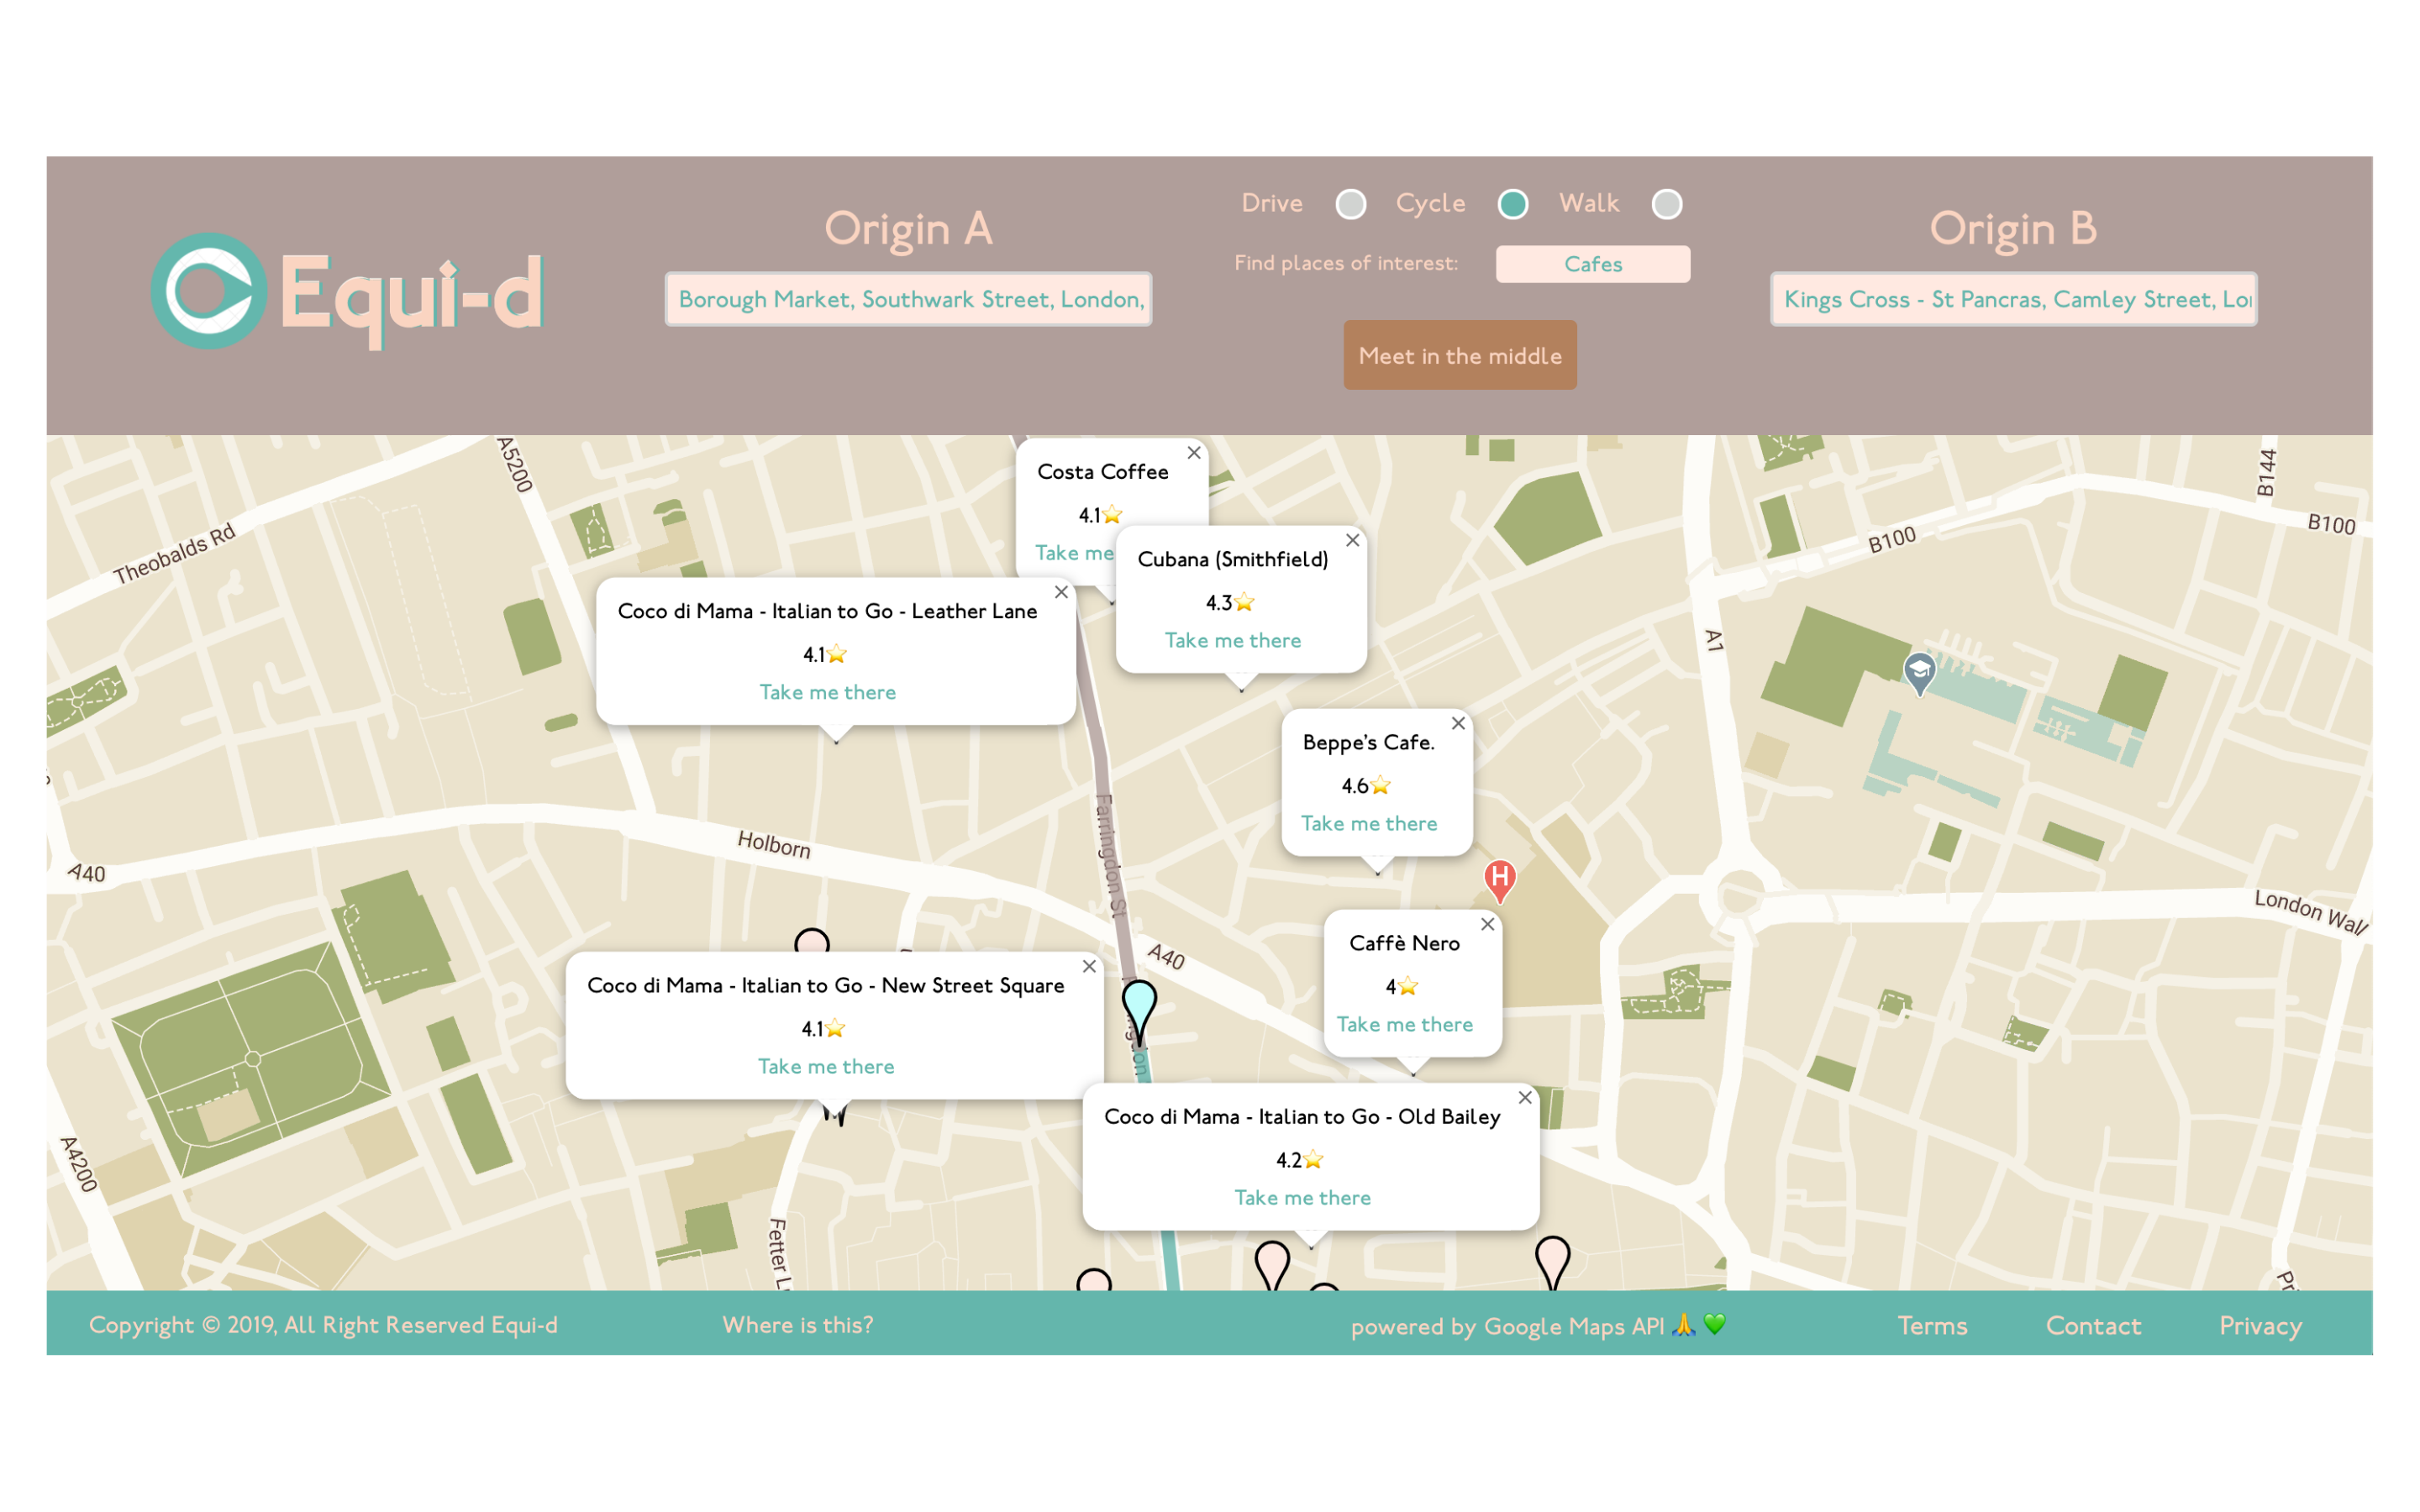 Equi-d
Origin A
Borough Market, Southwark Street, London,
Drive
Cycle
Walk
Find places of interest:
Cafes
Meet in the middle
Origin B
Kings Cross - St Pancras, Camley Street, Lo
A5200
Costa Coffee
4.1⭐
Take me
Cubana (Smithfield)
4.3⭐
Take me there
Theobalds Rd
B144
B100
B100
Coco di Mama - Italian to Go - Leather Lane
4.1⭐
Take me there
A1
Beppe's Cafe.
4.6⭐
Take me there
Farringdon St
Holborn
A40
H
London Wall
Caffè Nero
4⭐
Take me there
A40
Coco di Mama - Italian to Go - New Street Square
4.1⭐
Take me there
Coco di Mama - Italian to Go - Old Bailey
4.2⭐
Take me there
A4200
Fetter L
Pri
Copyright © 2019, All Right Reserved Equi-d
Where is this?
powered by Google Maps API 🙏 💚
Terms
Contact
Privacy